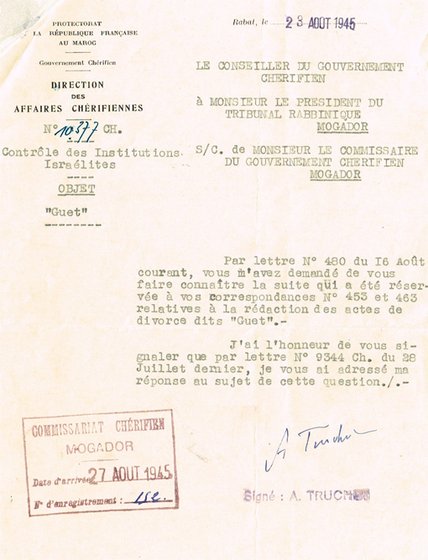 PROTECTORAT
DE LA RÉPUBLIQUE FRANÇAISE
AU MAROC
Gouvernement Chérifien
DIRECTION
DES
AFFAIRES CHÉRIFIENNES
N° 10377 CH.
Contrôle des Institutions
Israélites
OBJET
"Guet"
Rabat, le 23 AOUT 1945
LE CONSEILLER DU GOUVERNEMENT
CHERIFIEN
à MONSIEUR LE PRESIDENT DU
TRIBUNAL RABBINIQUE
MOGADOR
S/C. de MONSIEUR LE COMMISSAIRE
DU GOUVERNEMENT CHERIFIEN
MOGADOR
Par lettre N° 480 du I6 Août
courant, vous m'avez demandé de vous
faire connaître la suite qui a été réser-
vée à vos correspondances N° 453 et 463
relatives à la rédaction des actes de
divorce dits "Guet".-
J'ai l'honneur de vous si-
gnaler que par lettre N° 9344 Ch. du 28
Juillet dernier, je vous ai adressé ma
réponse au sujet de cette question./.-
A Truchet
Signé : A. TRUCHET
COMMISSARIAT CHÉRIFIEN
MOGADOR
Date d'arrivée 27 AOUT 1945
N° d'enregistrement : 152